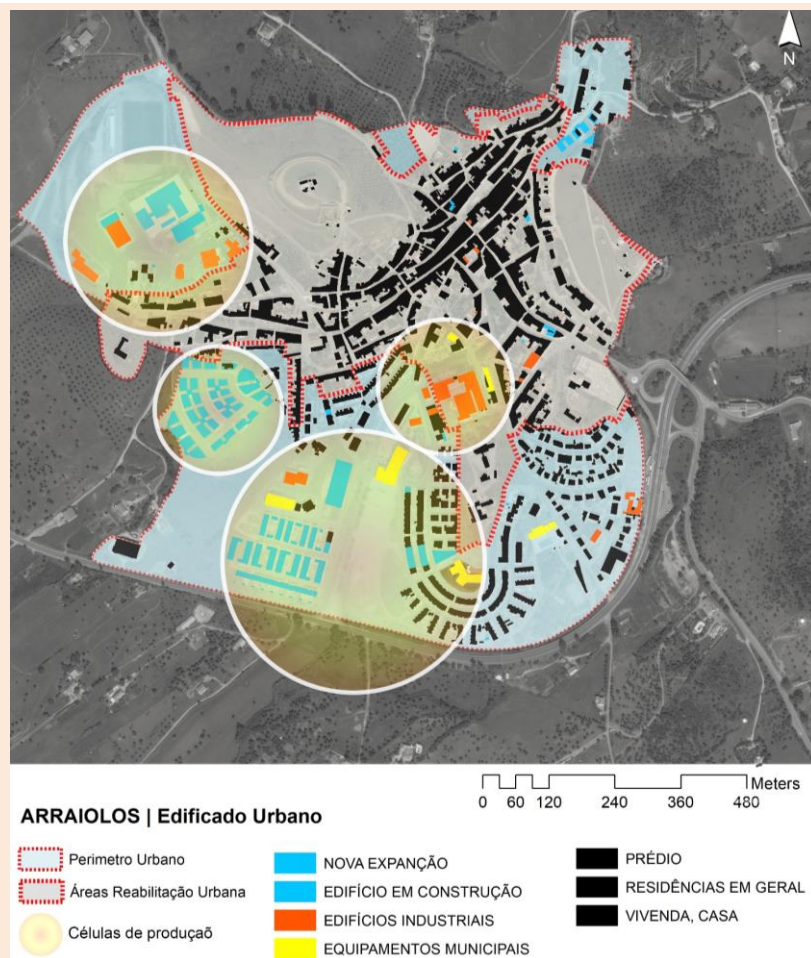 N
Meters
0 60 120 240 360 480
ARRAIOLOS | Edificado Urbano
Perimetro Urbano
Áreas Reabilitação Urbana
Células de produçaõ
NOVA EXPANÇÃO
EDIFÍCIO EM CONSTRUÇÃO
EDIFÍCIOS INDUSTRIAIS
EQUIPAMENTOS MUNICIPAIS
PRÉDIO
RESIDÊNCIAS EM GERAL
VIVENDA, CASA